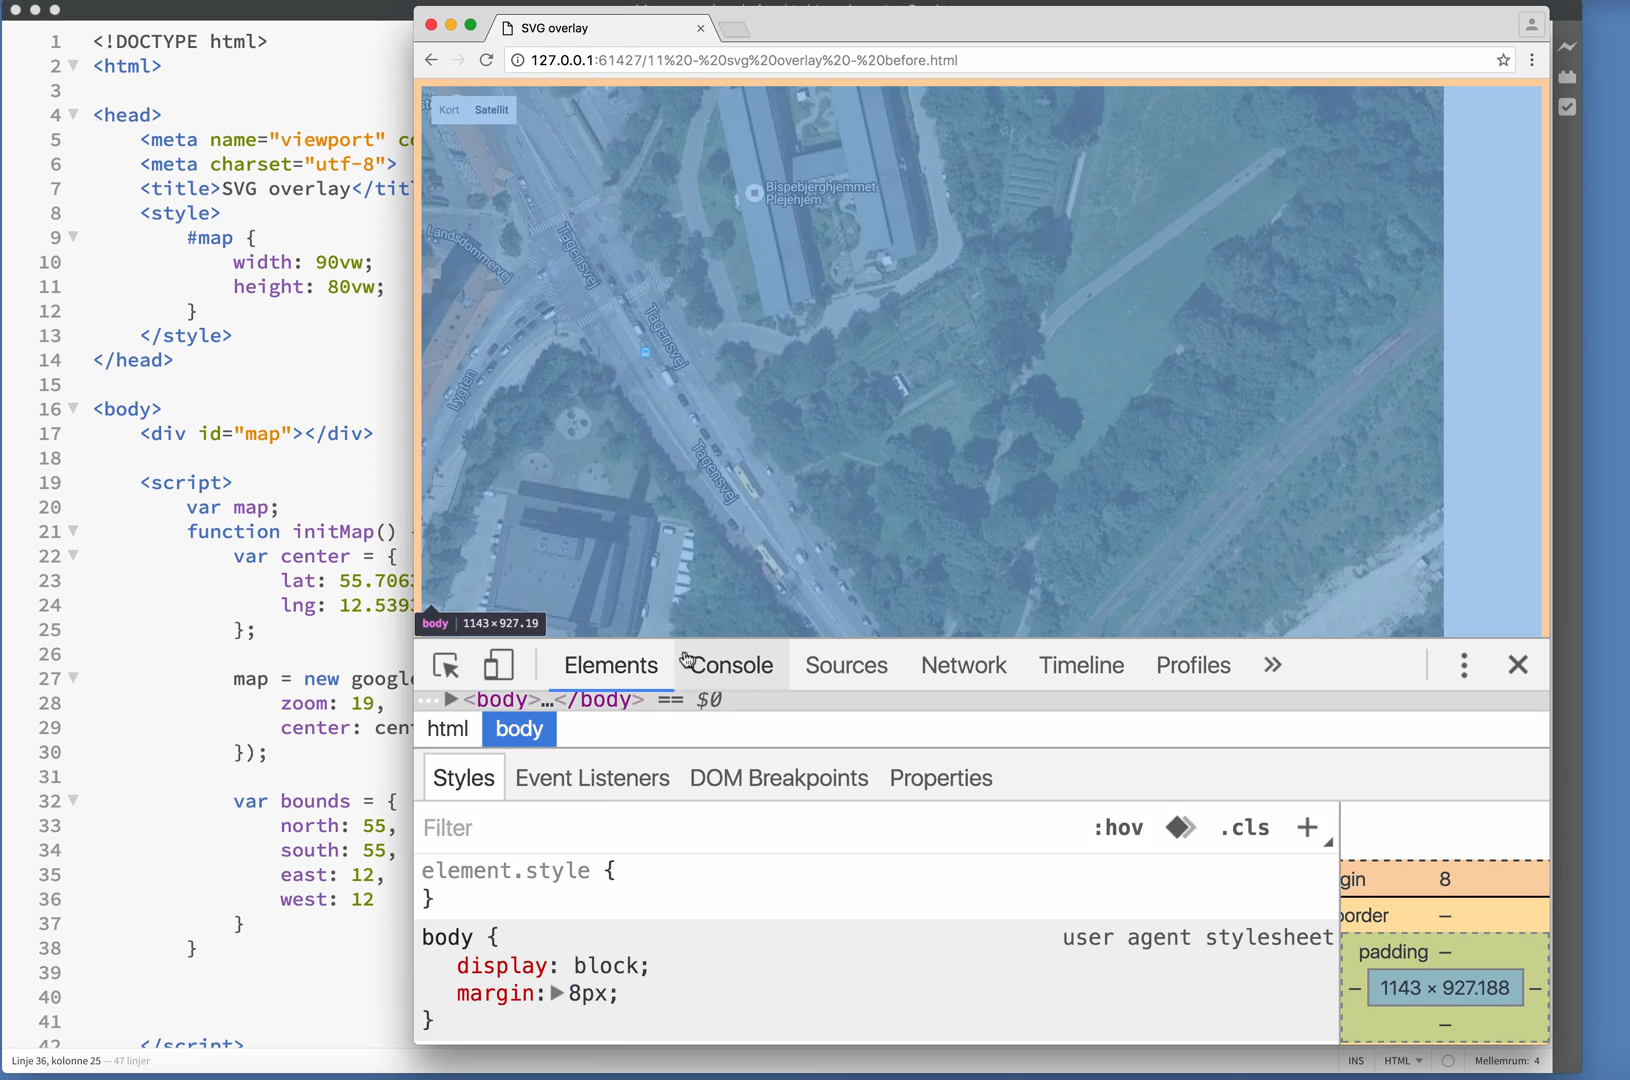 1 <!DOCTYPE html>
2 <html>
3
4 <head>
5 <meta name="viewport"
6 <meta charset="utf-8">
7 <title>SVG overlay</titl
8 <style>
9 #map {
10 width: 90vw;
11 height: 80vw;
12 }
13 </style>
14 </head>
15
16 <body>
17 <div id="map"></div>
18
19 <script>
20 var map;
21 function initMap()
22 var center = {
23 lat: 55.7063
24 lng: 12.5393
25 };
26
27 map = new google
28 zoom: 19,
29 center: cen
30 });
31
32 var bounds = {
33 north: 55,
34 south: 55,
35 east: 12,
36 west: 12
37 }
38 }
39
40
41
42 </script>
Linje 36, kolonne 25 — 47 linjer
INS HTML Mellemrum: 4
SVG overlay
127.0.0.1:61427/11%20-%20svg%20overlay%20-%20before.html
Kort Satellit
Bispebjerghjemmet
Plejehjem
Landsdommervej
Tagensvej
Tagensvej
Lygten
Tagensvej
body 1143×927.19
Elements Console Sources Network Timeline Profiles »
… <body>…</body> == $0
html body
Styles Event Listeners DOM Breakpoints Properties
Filter :hov .cls +
element.style {
}
body { user agent stylesheet
display: block;
margin: 8px;
}
gin 8
order –
padding –
– 1143 × 927.188 –
–